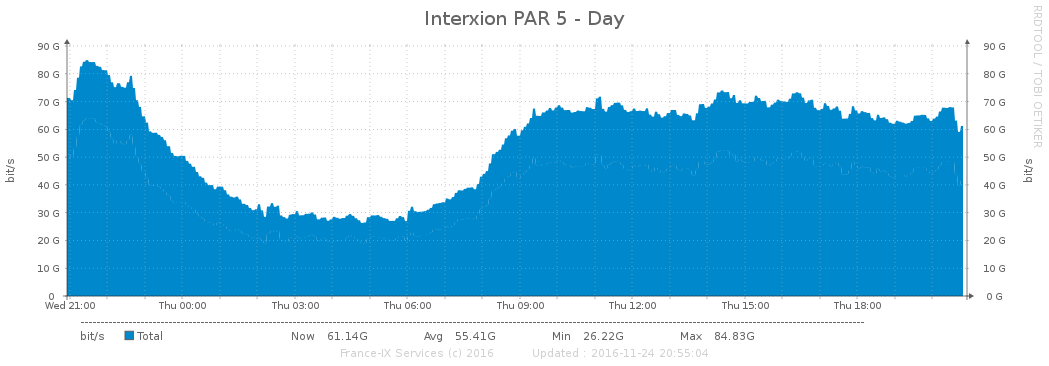 Interxion PAR 5 - Day
RRDTOOL / TOBI OETIKER
90 G 90 G
80 G 80 G
70 G 70 G
60 G 60 G
50 G 50 G
40 G 40 G
30 G 30 G
20 G 20 G
10 G 10 G
0 0 G
bit/s bit/s
Wed 21:00 Thu 00:00 Thu 03:00 Thu 06:00 Thu 09:00 Thu 12:00 Thu 15:00 Thu 18:00
bit/s Total Now 61.14G Avg 55.41G Min 26.22G Max 84.83G
France-IX Services (c) 2016 Updated : 2016-11-24 20:55:04